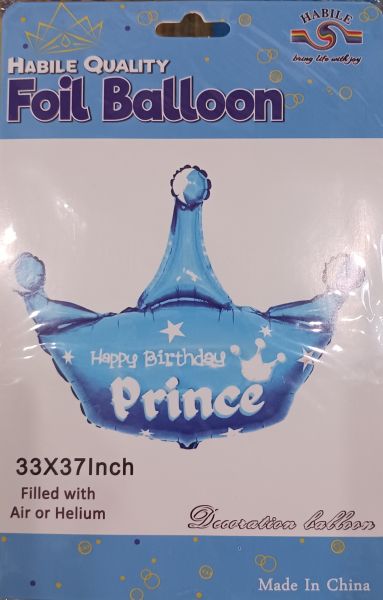 HABILE
bring life with joy
HABILE QUALITY
Foil Balloon
Happy Birthday
Prince
33X37Inch
Filled with
Air or Helium
Decoration balloon
Made In China